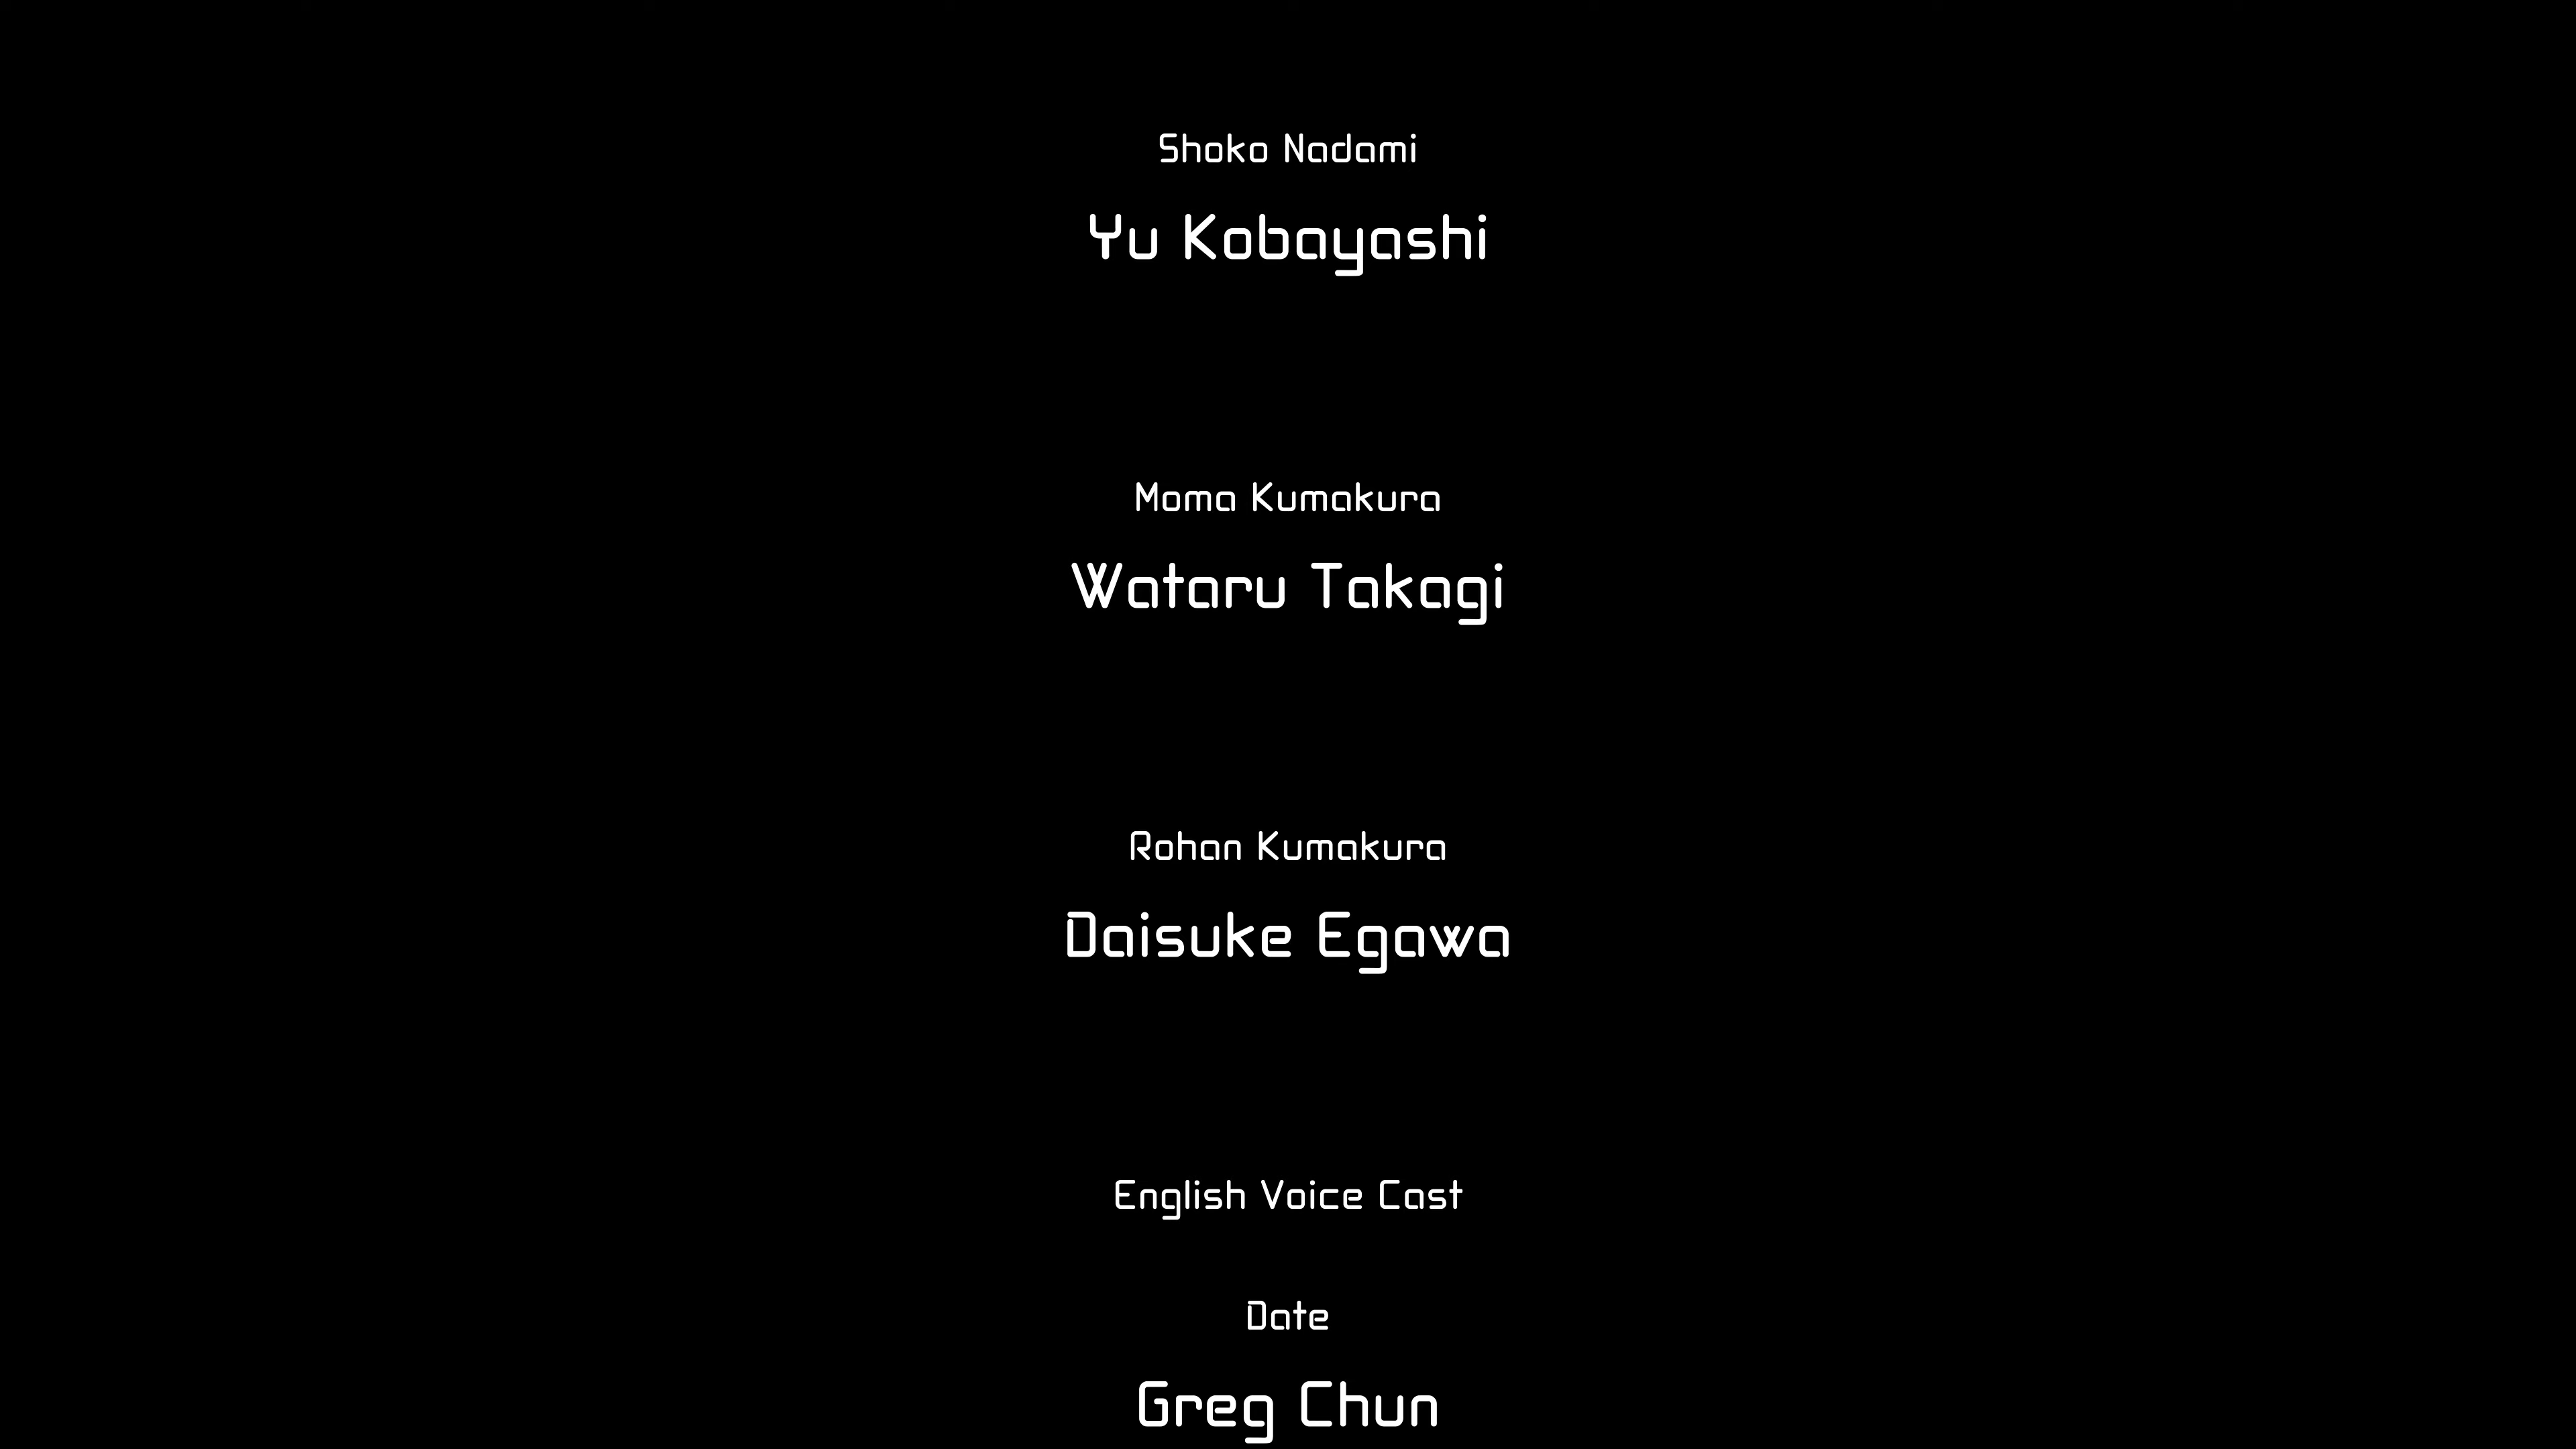 Shoko Nadami
Yu Kobayashi
Moma Kumakura
Wataru Takagi
Rohan Kumakura
Daisuke Egawa
English Voice Cast
Date
Greg Chun